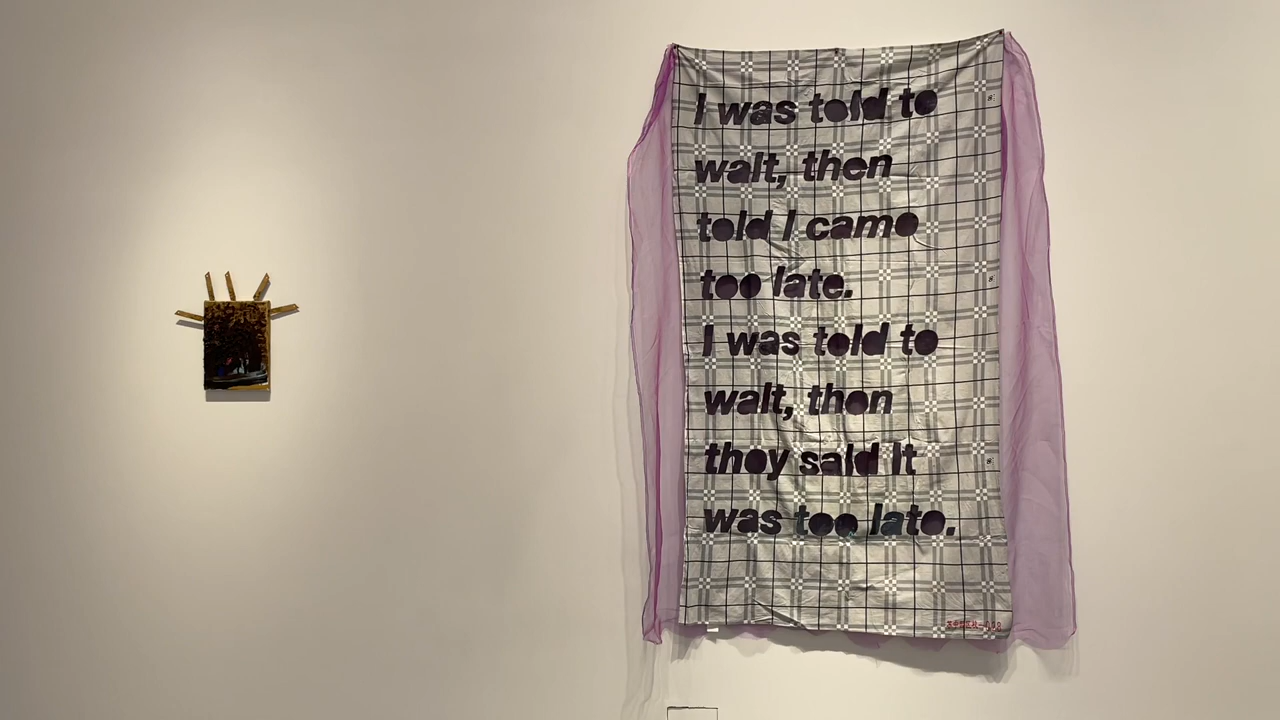 I was told to
wait, then
told I came
too late.
I was told to
wait, then
they said it
was too late.